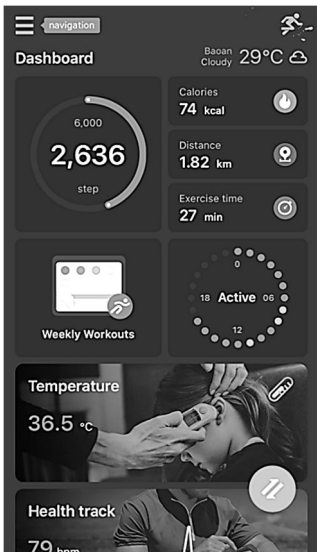 navigation
Dashboard
Baoan
Cloudy
29°C
6,000
2,636
step
Calories
74 kcal
Distance
1.82 km
Exercise time
27 min
Weekly Workouts
0
18 Active 06
12
Temperature
36.5 °C
Health track
79 bpm